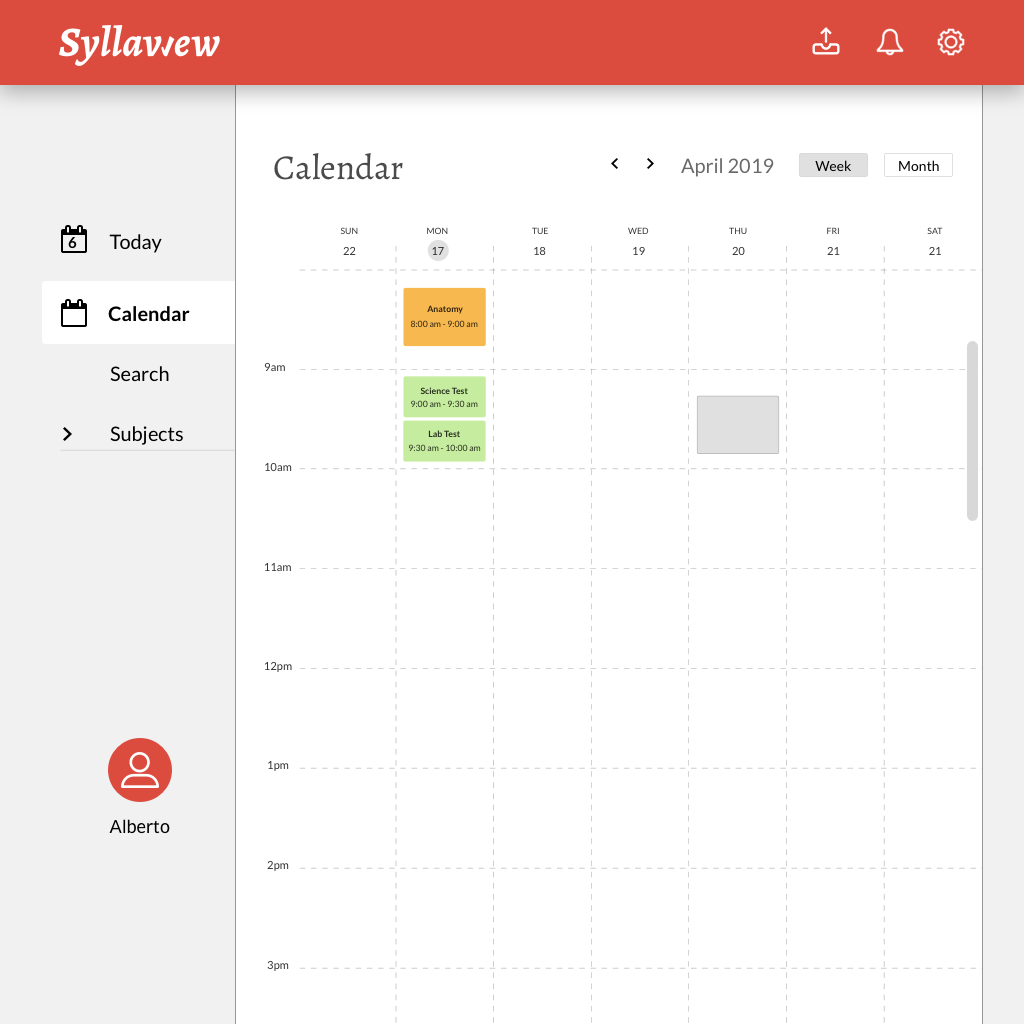 Syllavιew
Calendar
April 2019
Week
Month
SUN
MON
TUE
WED
THU
FRI
SAT
22
17
18
19
20
21
21
6
Today
Calendar
Search
Subjects
Anatomy
8:00 am - 9:00 am
9am
Science Test
9:00 am - 9:30 am
Lab Test
9:30 am - 10:00 am
10am
11am
12pm
1pm
2pm
3pm
Alberto